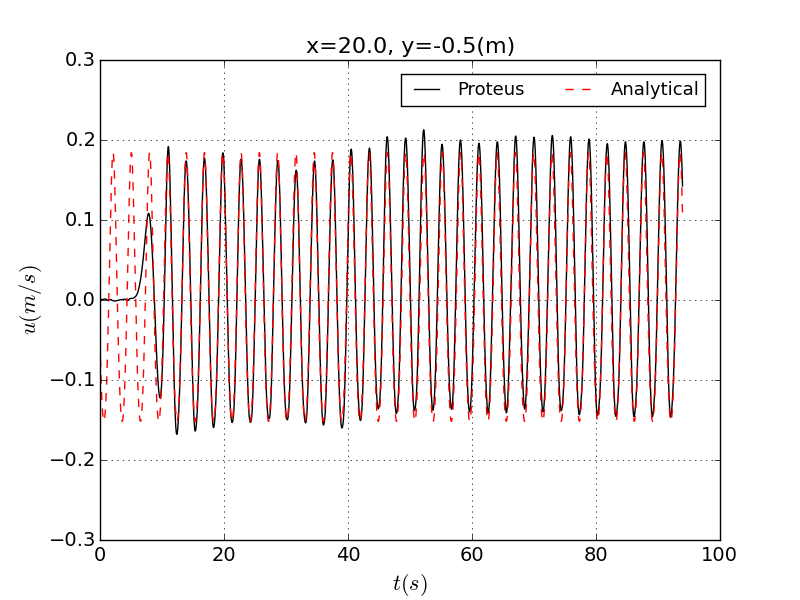 x=20.0, y=-0.5(m)
Proteus
Analytical
0.3
0.2
0.1
0.0
−0.1
−0.2
−0.3
u(m/s)
0 20 40 60 80 100
t(s)